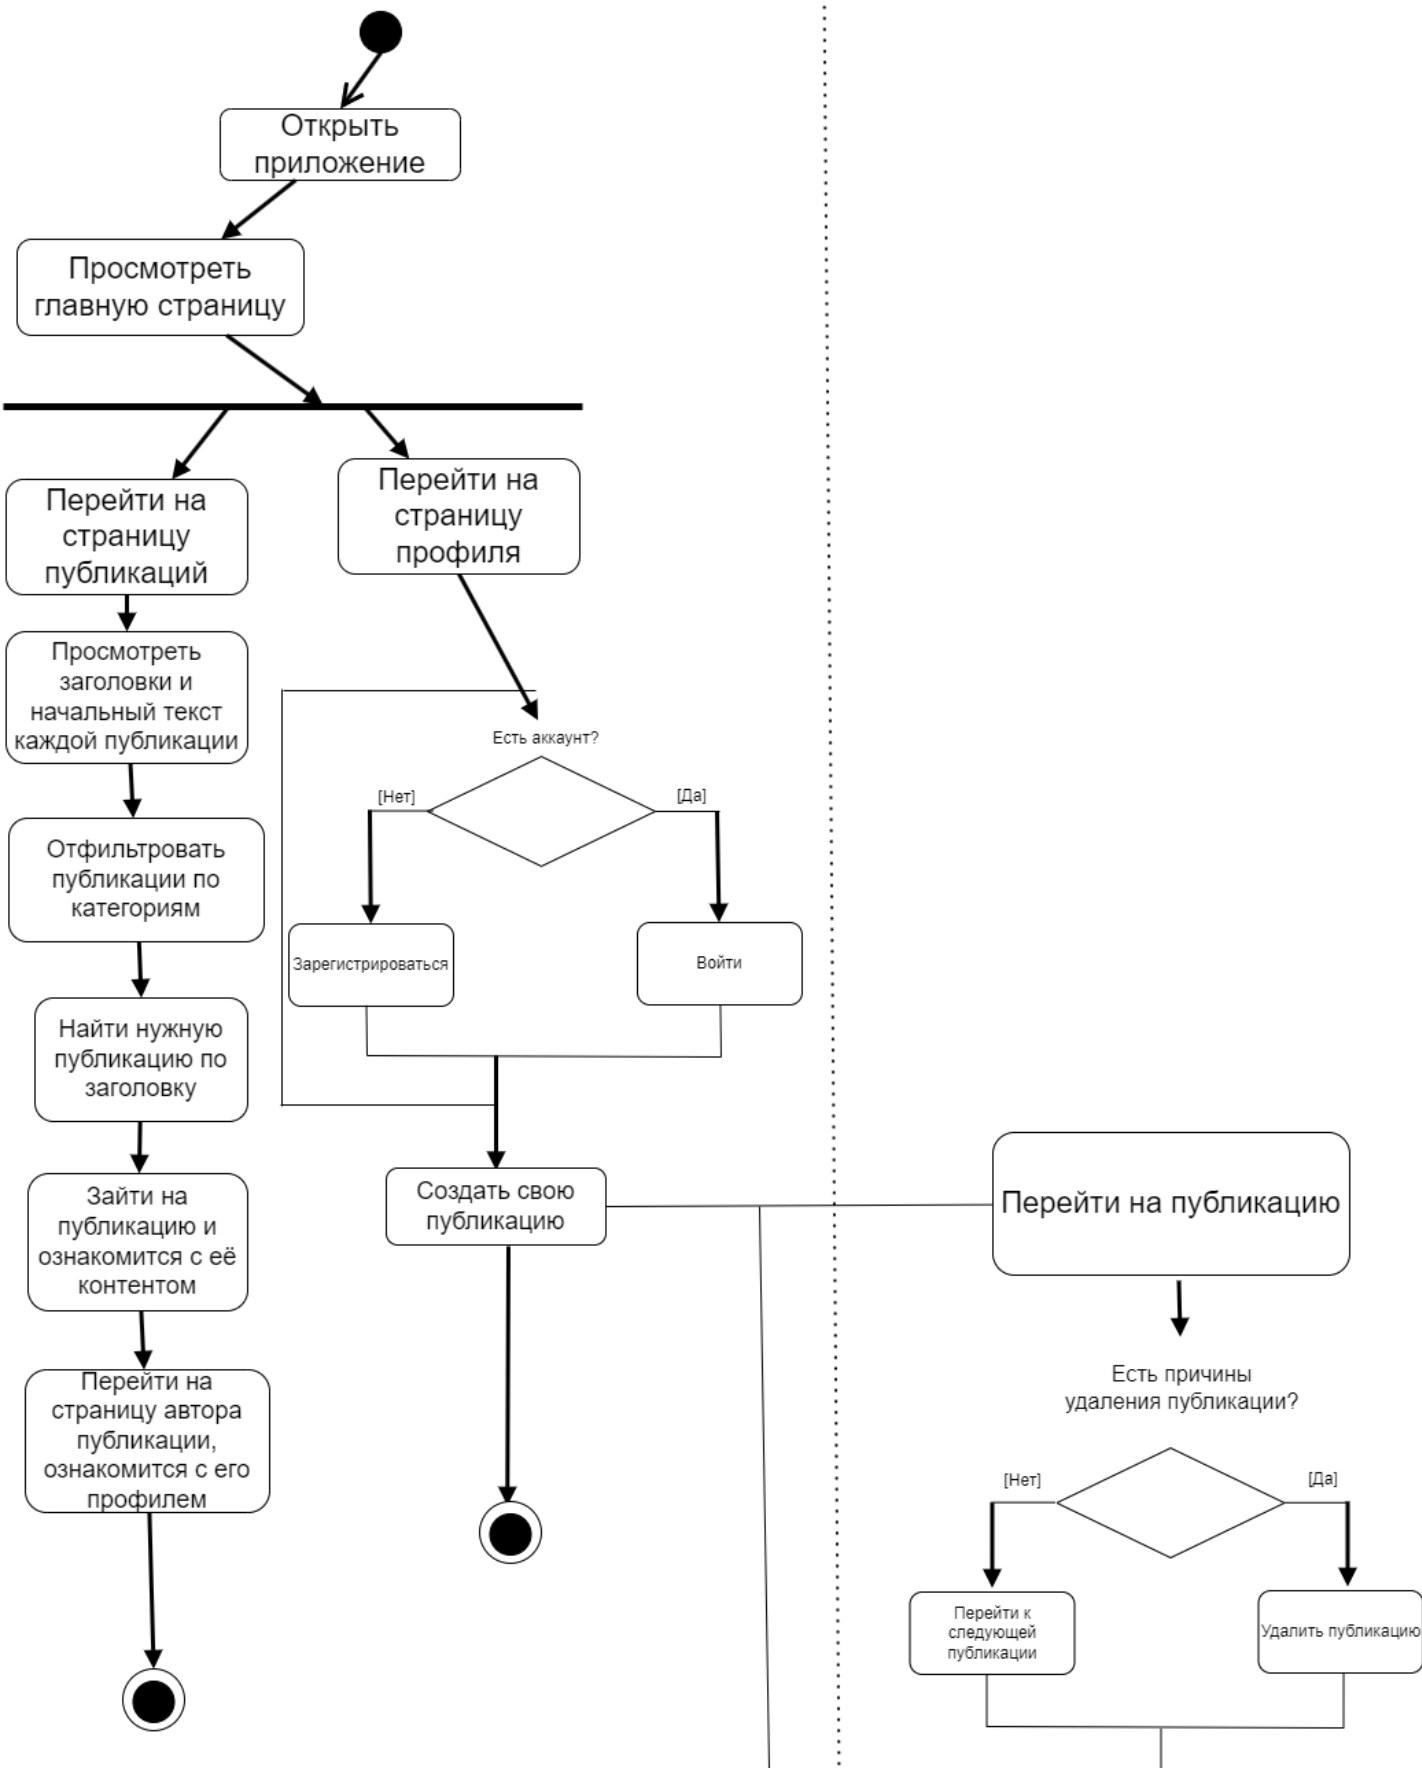 Открыть
приложение
Просмотреть
главную страницу
Перейти на
страницу
публикаций
Перейти на
страницу
профиля
Просмотреть
заголовки и
начальный текст
каждой публикации
Есть аккаунт?
[Нет]
[Да]
Отфильтровать
публикации по
категориям
Зарегистрироваться
Войти
Найти нужную
публикацию по
заголовку
Зайти на
публикацию и
ознакомится с её
контентом
Создать свою
публикацию
Перейти на публикацию
Перейти на
страницу автора
публикации,
ознакомится с его
профилем
Есть причины
удаления публикации?
[Нет]
[Да]
Перейти к
следующей
публикации
Удалить публикацию